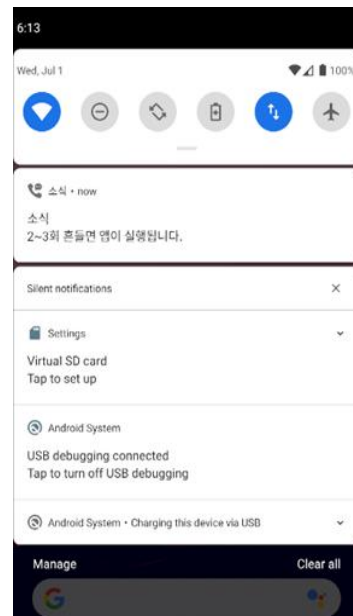 6:13
Wed, Jul 1
100%
소식 • now
소식
2~3회 흔들면 앱이 실행됩니다.
Silent notifications
Settings
Virtual SD card
Tap to set up
Android System
USB debugging connected
Tap to turn off USB debugging
Android System • Charging this device via USB
Manage
Clear all
G